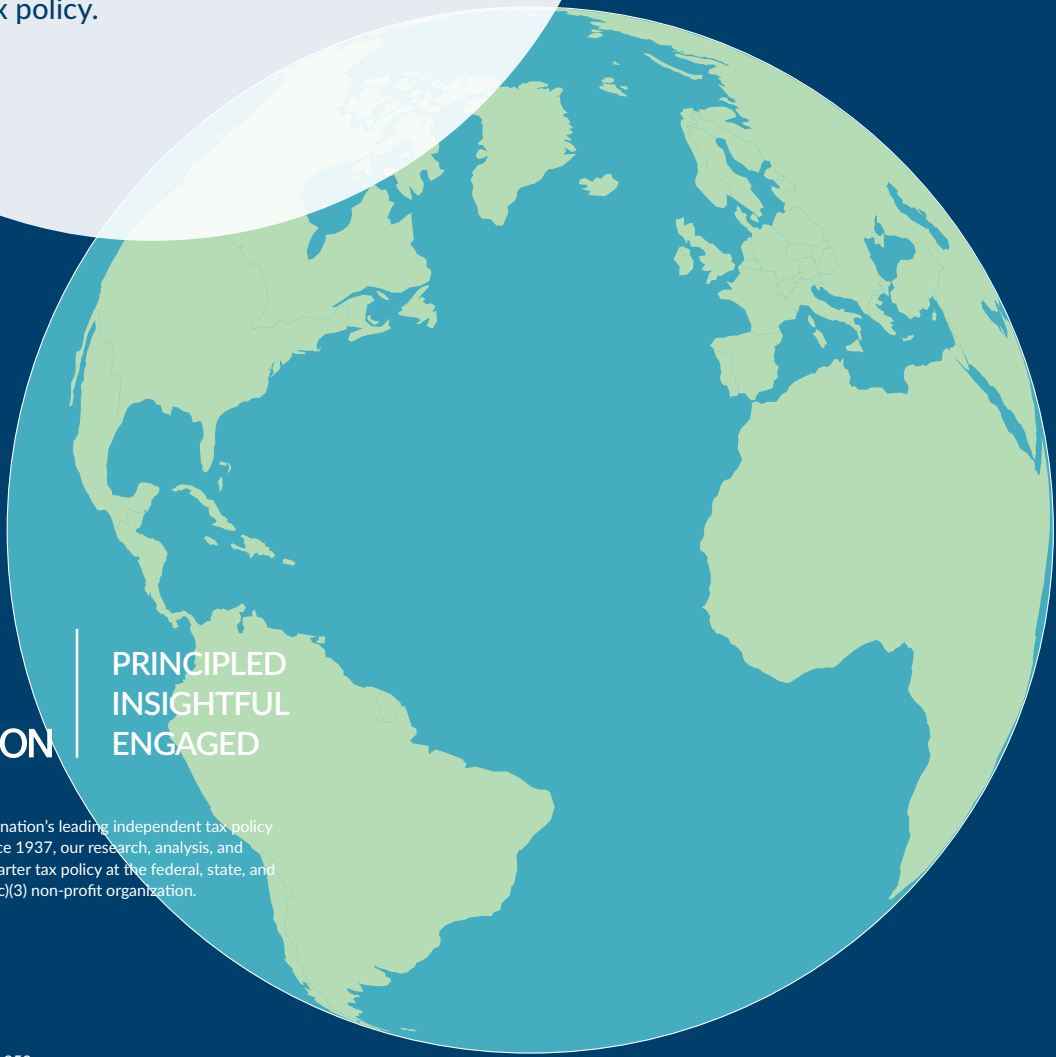 x policy.
PRINCIPLED
INSIGHTFUL
ENGAGED
ON
nation’s leading independent tax policy
ce 1937, our research, analysis, and
arter tax policy at the federal, state, and
c)(3) non-profit organization.